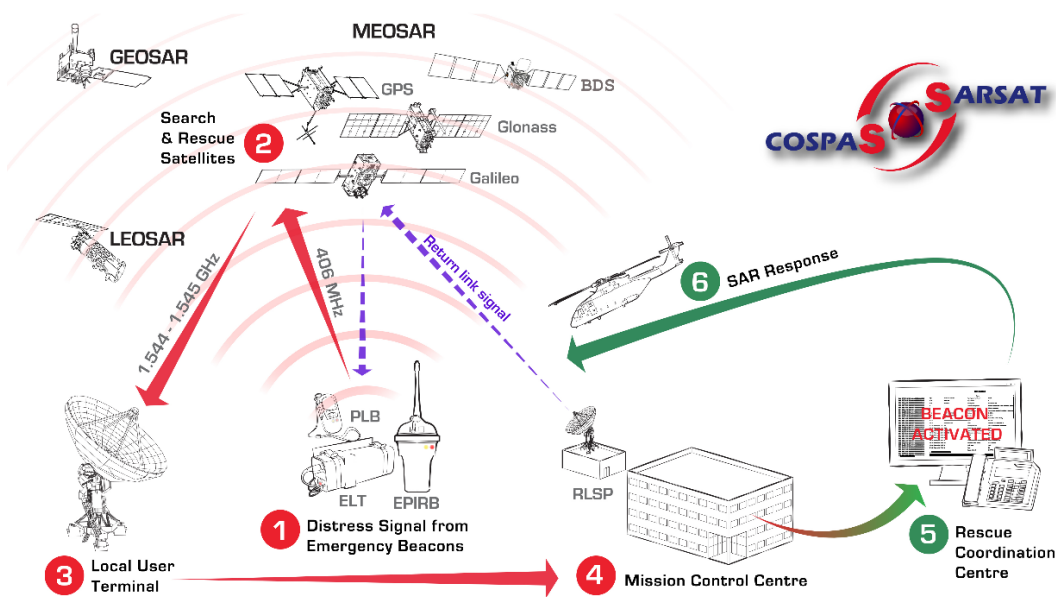 MEOSAR
GEOSAR
GPS
BDS
SARSAT
COSPAS
Search
& Rescue
Satellites
2
Glonass
Galileo
LEOSAR
1.544 - 1.545 GHz
406 MHz
Return link signal
6
SAR Response
PLB
ELT
EPIRB
RLSP
BEACON
ACTIVATED
1
Distress Signal from
Emergency Beacons
3
Local User
Terminal
4
Mission Control Centre
5
Rescue
Coordination
Centre